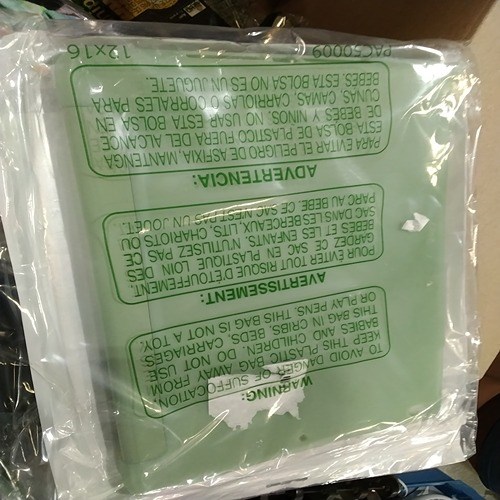 WARNING:
TO AVOID DANGER OF SUFFOCATION,
KEEP THIS PLASTIC BAG AWAY FROM
BABIES AND CHILDREN. DO NOT USE
THIS BAG IN CRIBS, BEDS, CARRIAGES
OR PLAY PENS. THIS BAG IS NOT A TOY.
AVERTISSEMENT:
POUR EVITER TOUT RISQUE D'ETOUFFEMENT.
GARDEZ CE SAC EN PLASTIQUE LOIN DES
BEBES ET LES ENFANTS. N'UTILISEZ PAS CE
SAC DANS LES BERCEAUX, LITS, CHARIOTS OU
PARC AU BEBE. CE SAC N'EST PAS UN JOUET.
ADVERTENCIA:
PARA EVITAR EL PELIGRO DE ASFIXIA, MANTENGA
ESTA BOLSA DE PLASTICO FUERA DEL ALCANCE
DE BEBES Y NINOS. NO USAR ESTA BOLSA EN
CUNAS, CAMAS, CARRIOLAS O CORRALES PARA
BEBES. ESTA BOLSA NO ES UN JUGUETE.
PAC50009 12x16